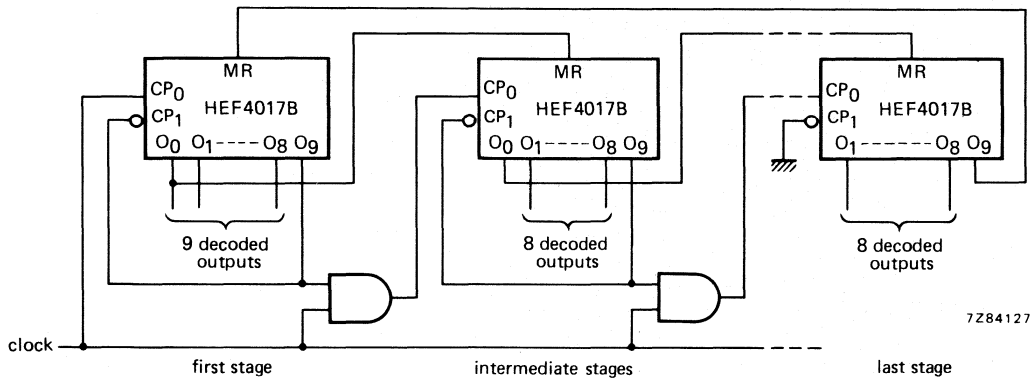 MR
CP0
HEF4017B
CP1
O0 O1 ----- O8 O9
9 decoded
outputs
MR
CP0
HEF4017B
CP1
O0 O1 ------ O8 O9
8 decoded
outputs
MR
CP0
HEF4017B
CP1
O1 -------- O8 O9
8 decoded
outputs
7Z84127
clock
first stage
intermediate stages
last stage